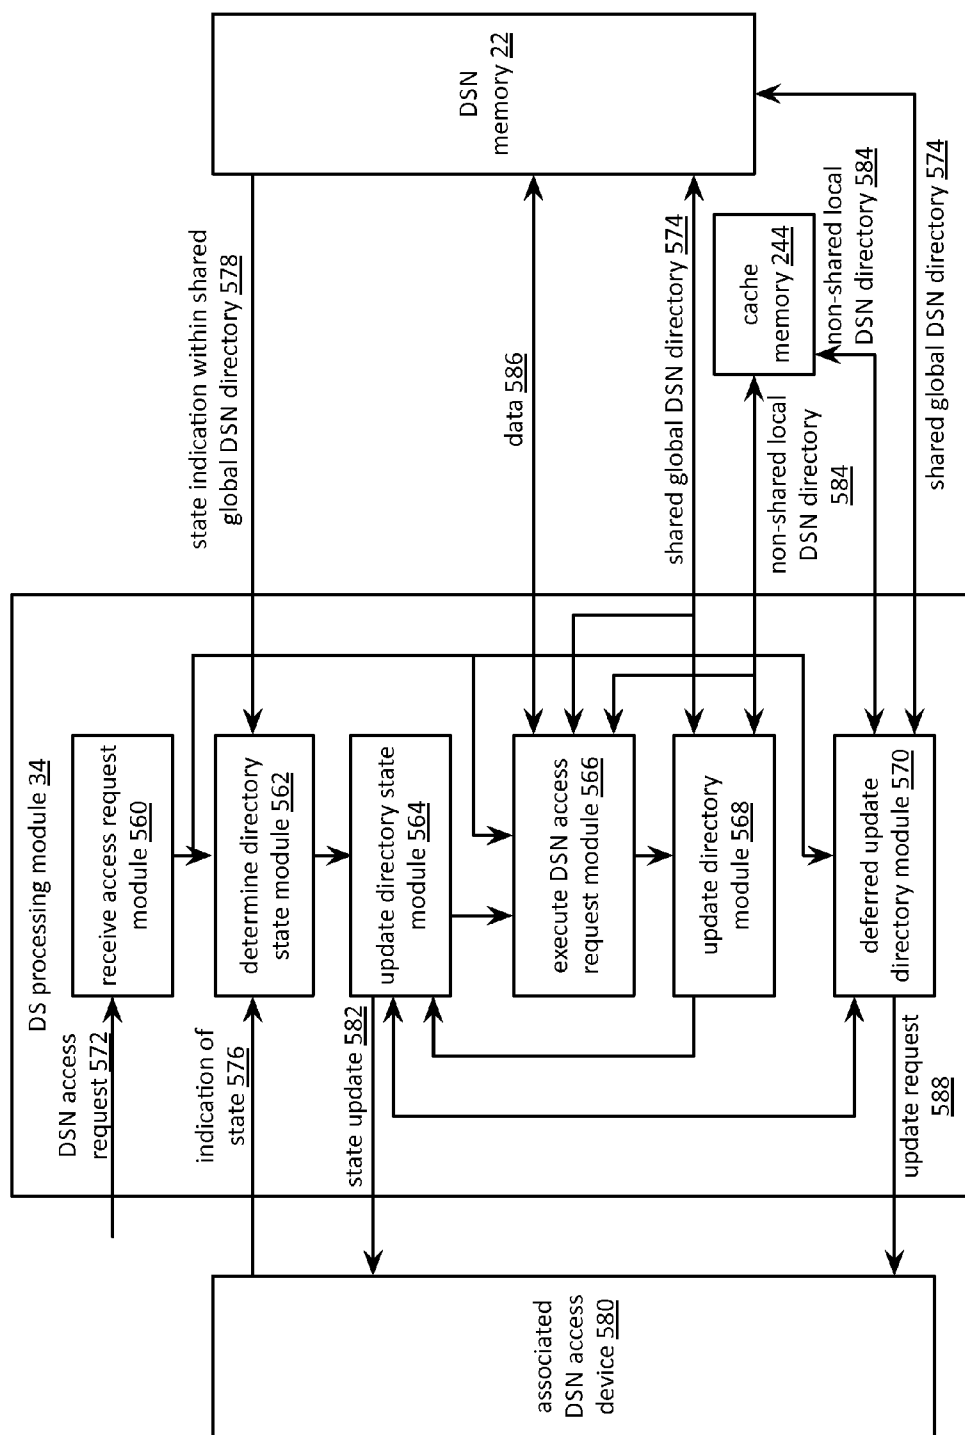 DS processing module 34
DSN access
request 572
receive access request
module 560
indication of
state 576
determine directory
state module 562
state indication within shared
global DSN directory 578
DSN
memory 22
state update 582
update directory state
module 564
execute DSN access
request module 566
data 586
shared global DSN directory 574
update directory
module 568
non-shared local
DSN directory
584
cache
memory 244
non-shared local
DSN directory 584
update request
588
deferred update
directory module 570
shared global DSN directory 574
associated
DSN access
device 580